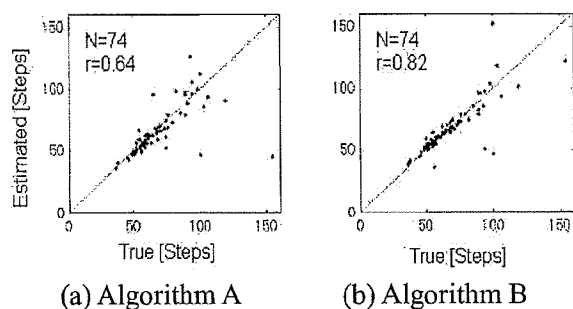 N=74
r=0.64
Estimated [Steps]
150
100
50
0
0
50
100
150
True [Steps]
(a) Algorithm A
N=74
r=0.82
150
100
50
0
0
50
100
150
True [Steps]
(b) Algorithm B